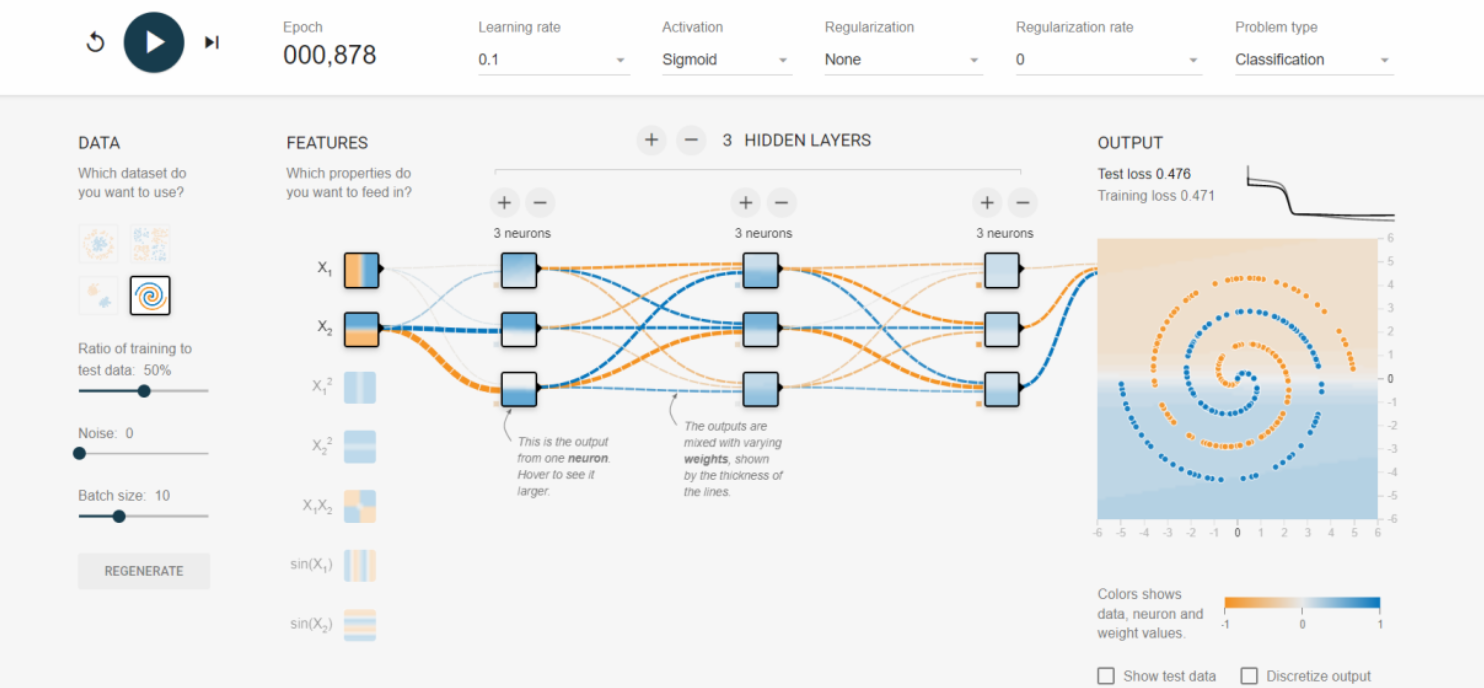 Epoch
000,878
Learning rate
0.1
Activation
Sigmoid
Regularization
None
Regularization rate
0
Problem type
Classification
DATA
Which dataset do
you want to use?
Ratio of training to
test data: 50%
Noise: 0
Batch size: 10
REGENERATE
FEATURES
Which properties do
you want to feed in?
X₁
X₂
X₁²
X₂²
X₁X₂
sin(X₁)
sin(X₂)
+ − 3 HIDDEN LAYERS
+ −
3 neurons
+ −
3 neurons
+ −
3 neurons
This is the output
from one neuron.
Hover to see it
larger.
The outputs are
mixed with varying
weights, shown
by the thickness of
the lines.
OUTPUT
Test loss 0.476
Training loss 0.471
6
5
4
3
2
1
0
-1
-2
-3
-4
-5
-6
-6 -5 -4 -3 -2 -1 0 1 2 3 4 5 6
Colors shows
data, neuron and
weight values.
-1 0 1
Show test data
Discretize output